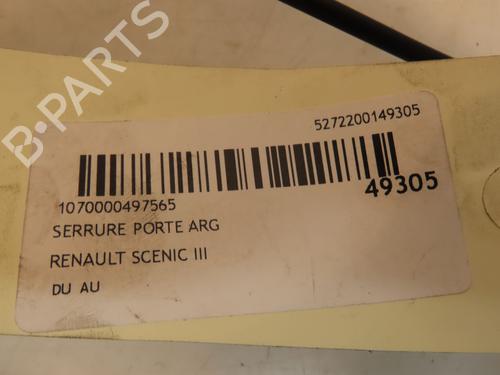 B-PARTS
5272200149305
49305
1070000497565
SERRURE PORTE ARG
RENAULT SCENIC III
DU AU